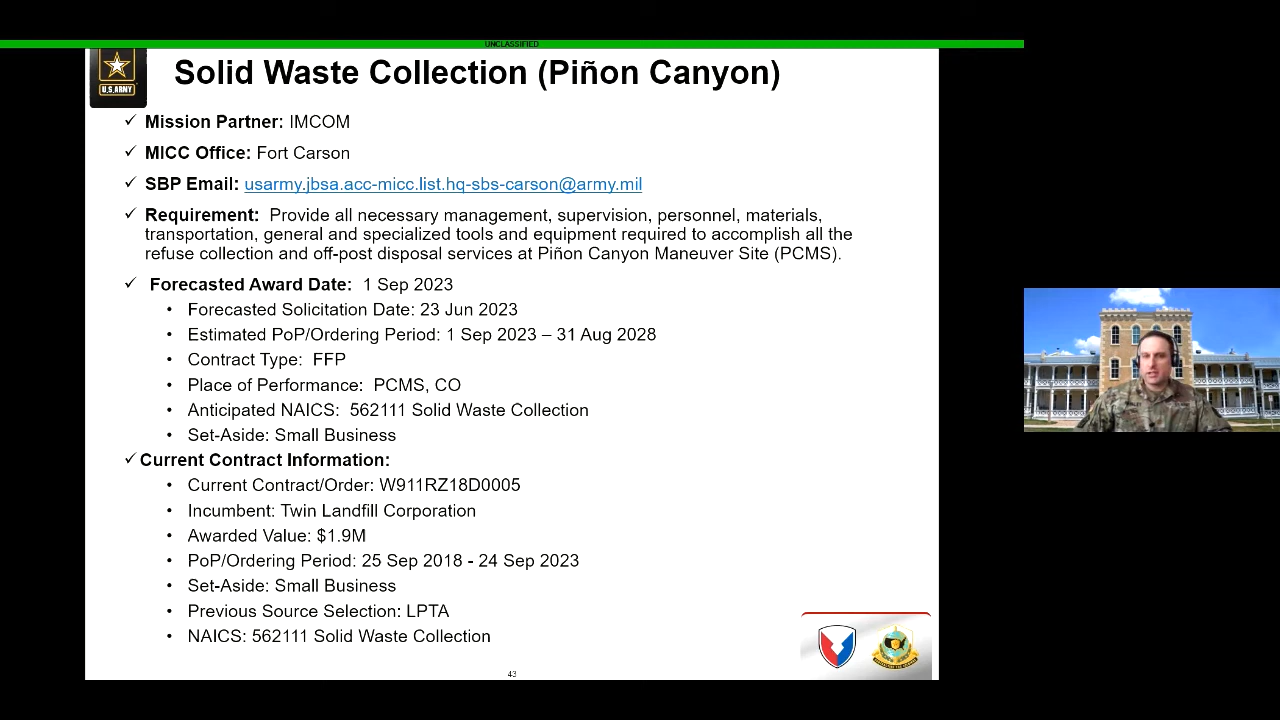 UNCLASSIFIED
U.S.ARMY
Solid Waste Collection (Piñon Canyon)
✓ Mission Partner: IMCOM
✓ MICC Office: Fort Carson
✓ SBP Email: usarmy.jbsa.acc-micc.list.hq-sbs-carson@army.mil
✓ Requirement: Provide all necessary management, supervision, personnel, materials,
transportation, general and specialized tools and equipment required to accomplish all the
refuse collection and off-post disposal services at Piñon Canyon Maneuver Site (PCMS).
✓ Forecasted Award Date: 1 Sep 2023
• Forecasted Solicitation Date: 23 Jun 2023
• Estimated PoP/Ordering Period: 1 Sep 2023 – 31 Aug 2028
• Contract Type: FFP
• Place of Performance: PCMS, CO
• Anticipated NAICS: 562111 Solid Waste Collection
• Set-Aside: Small Business
✓ Current Contract Information:
• Current Contract/Order: W911RZ18D0005
• Incumbent: Twin Landfill Corporation
• Awarded Value: $1.9M
• PoP/Ordering Period: 25 Sep 2018 - 24 Sep 2023
• Set-Aside: Small Business
• Previous Source Selection: LPTA
• NAICS: 562111 Solid Waste Collection
43